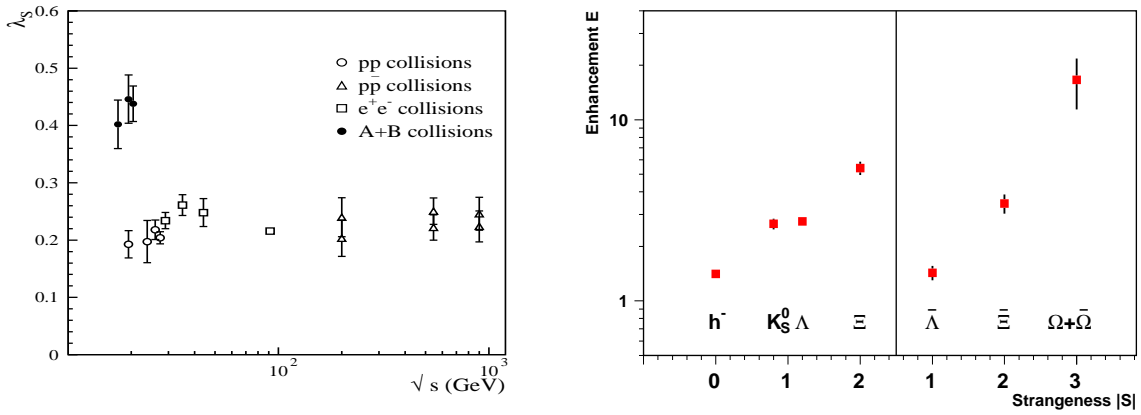 λS
0.6
0.5
0.4
0.3
0.2
0.1
0
10²
10³
√ s (GeV)
pp collisions
pp̄ collisions
e⁺e⁻ collisions
A+B collisions
Enhancement E
10
1
h⁻ K⁰S Λ Ξ Λ̄ Ξ̄ Ω+Ω̄
0 1 2 1 2 3
Strangeness |S|